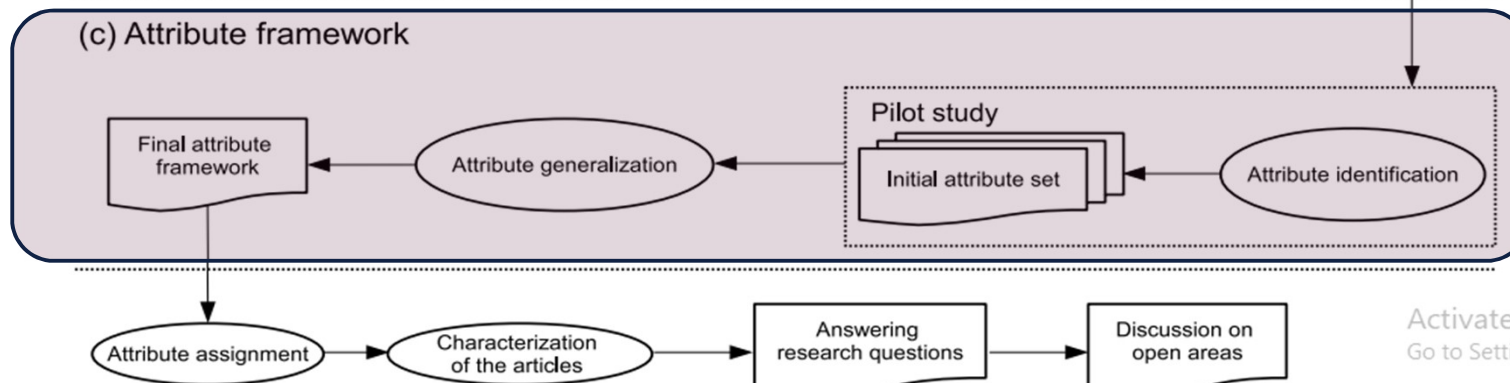 (c) Attribute framework
Pilot study
Final attribute
framework
Attribute generalization
Initial attribute set
Attribute identification
Attribute assignment
Characterization
of the articles
Answering
research questions
Discussion on
open areas
Activate
Go to Setti